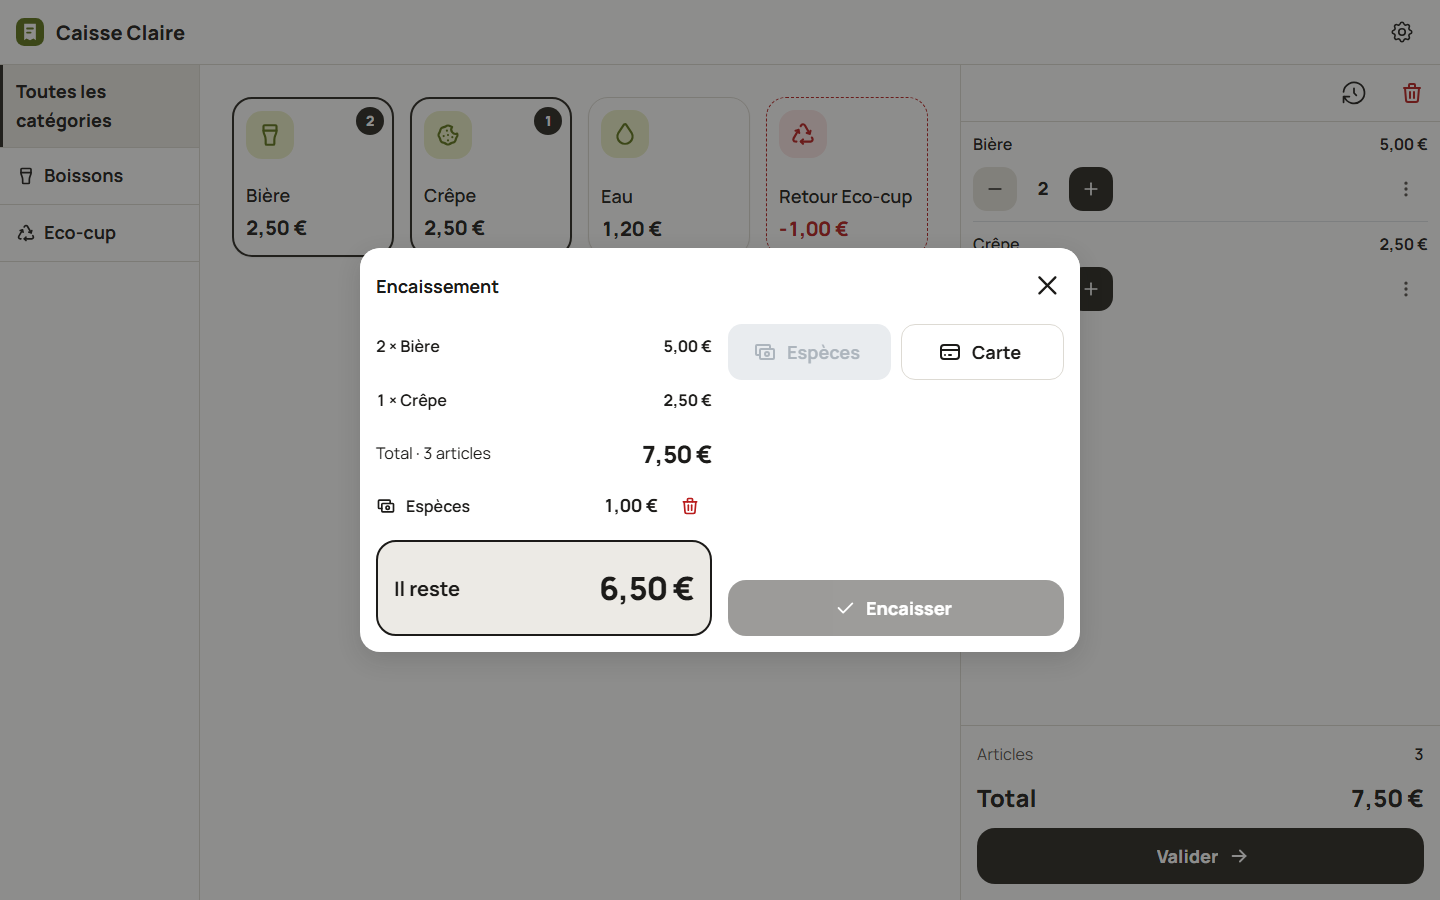 Caisse Claire
Toutes les
catégories
Boissons
Eco-cup
2
Bière
2,50 €
1
Crêpe
2,50 €
Eau
1,20 €
Retour Eco-cup
-1,00 €
Bière
5,00 €
2
Crêpe
2,50 €
Encaissement
2 × Bière
5,00 €
1 × Crêpe
2,50 €
Total · 3 articles
7,50 €
Espèces
1,00 €
Il reste
6,50 €
Espèces
Carte
Encaisser
Articles
3
Total
7,50 €
Valider